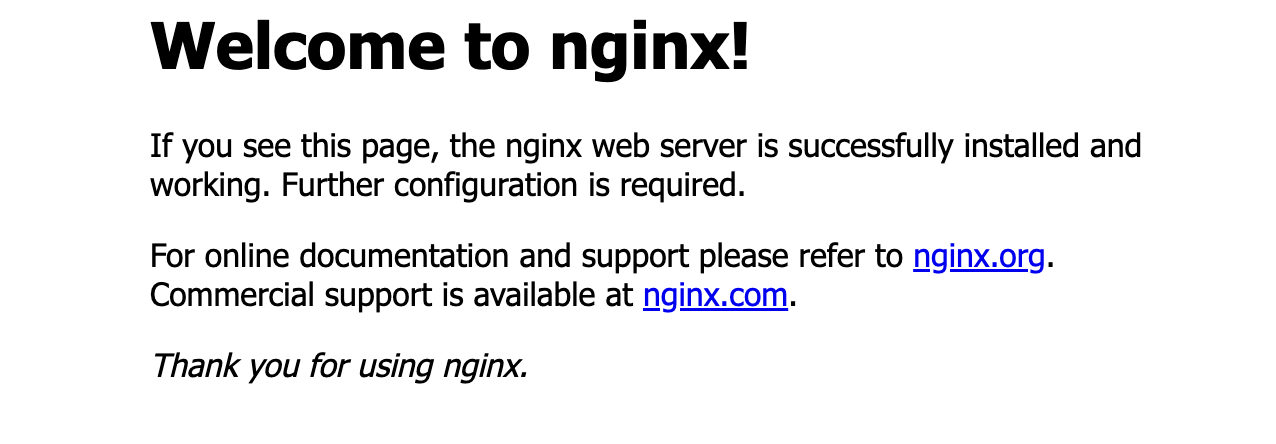 Welcome to nginx!
If you see this page, the nginx web server is successfully installed and
working. Further configuration is required.
For online documentation and support please refer to nginx.org.
Commercial support is available at nginx.com.
Thank you for using nginx.